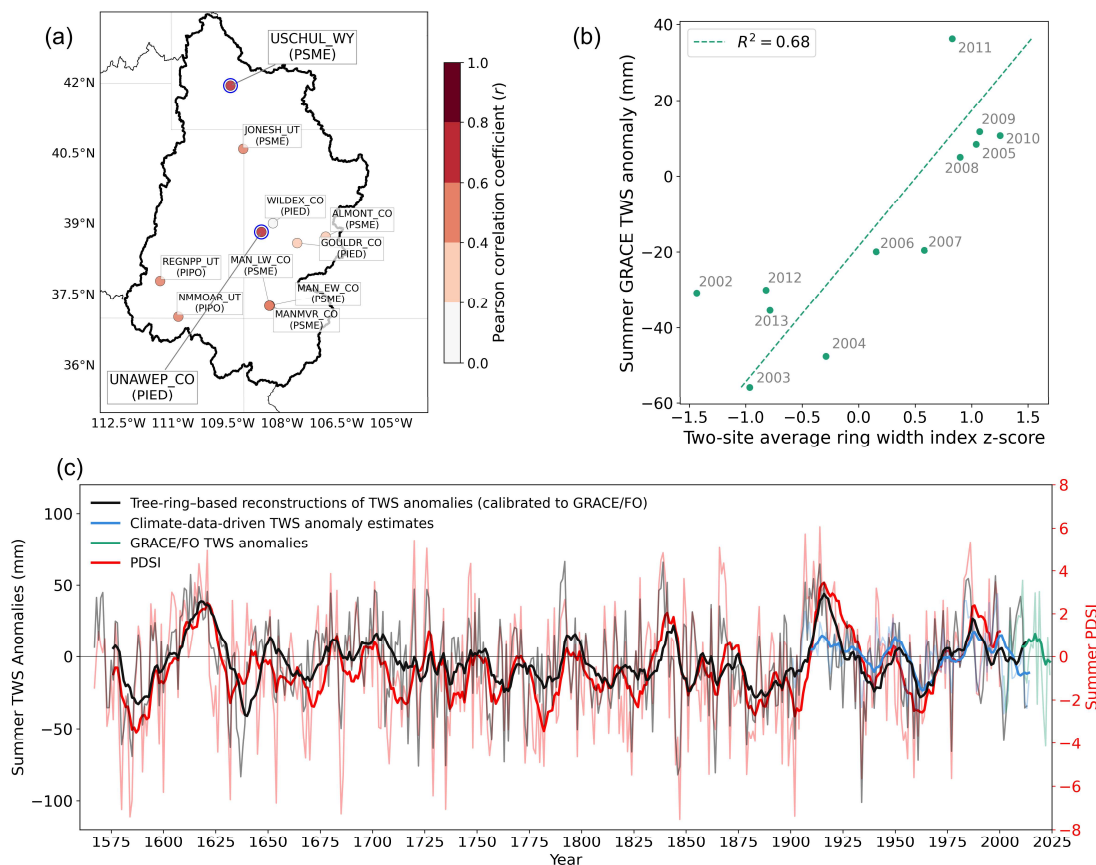 (a)
USCHUL_WY
(PSME)
JONESH_UT
(PSME)
WILDEX_CO
(PIED)
ALMONT_CO
(PSME)
GOULDR_CO
(PIED)
REGNPP_UT
(PIPO)
MAN_LW_CO
(PSME)
MAN_EW_CO
(PSME)
NMMOAR_UT
(PIPO)
MANMVR_CO
(PSME)
UNAWEP_CO
(PIED)
42°N
40.5°N
39°N
37.5°N
36°N
112.5°W 111°W 109.5°W 108°W 106.5°W 105°W
1.0
0.8
0.6
0.4
0.2
0.0
Pearson correlation coefficient (r)
(b)
R² = 0.68
2011
2009
2010
2005
2008
2006
2007
2002
2012
2013
2004
2003
40
20
0
−20
−40
−60
Summer GRACE TWS anomaly (mm)
−1.5 −1.0 −0.5 0.0 0.5 1.0 1.5
Two-site average ring width index z-score
(c)
Tree-ring–based reconstructions of TWS anomalies (calibrated to GRACE/FO)
Climate-data-driven TWS anomaly estimates
GRACE/FO TWS anomalies
PDSI
100
50
0
−50
−100
Summer TWS Anomalies (mm)
8
6
4
2
0
−2
−4
−6
−8
Summer PDSI
1575 1600 1625 1650 1675 1700 1725 1750 1775 1800 1825 1850 1875 1900 1925 1950 1975 2000 2025
Year